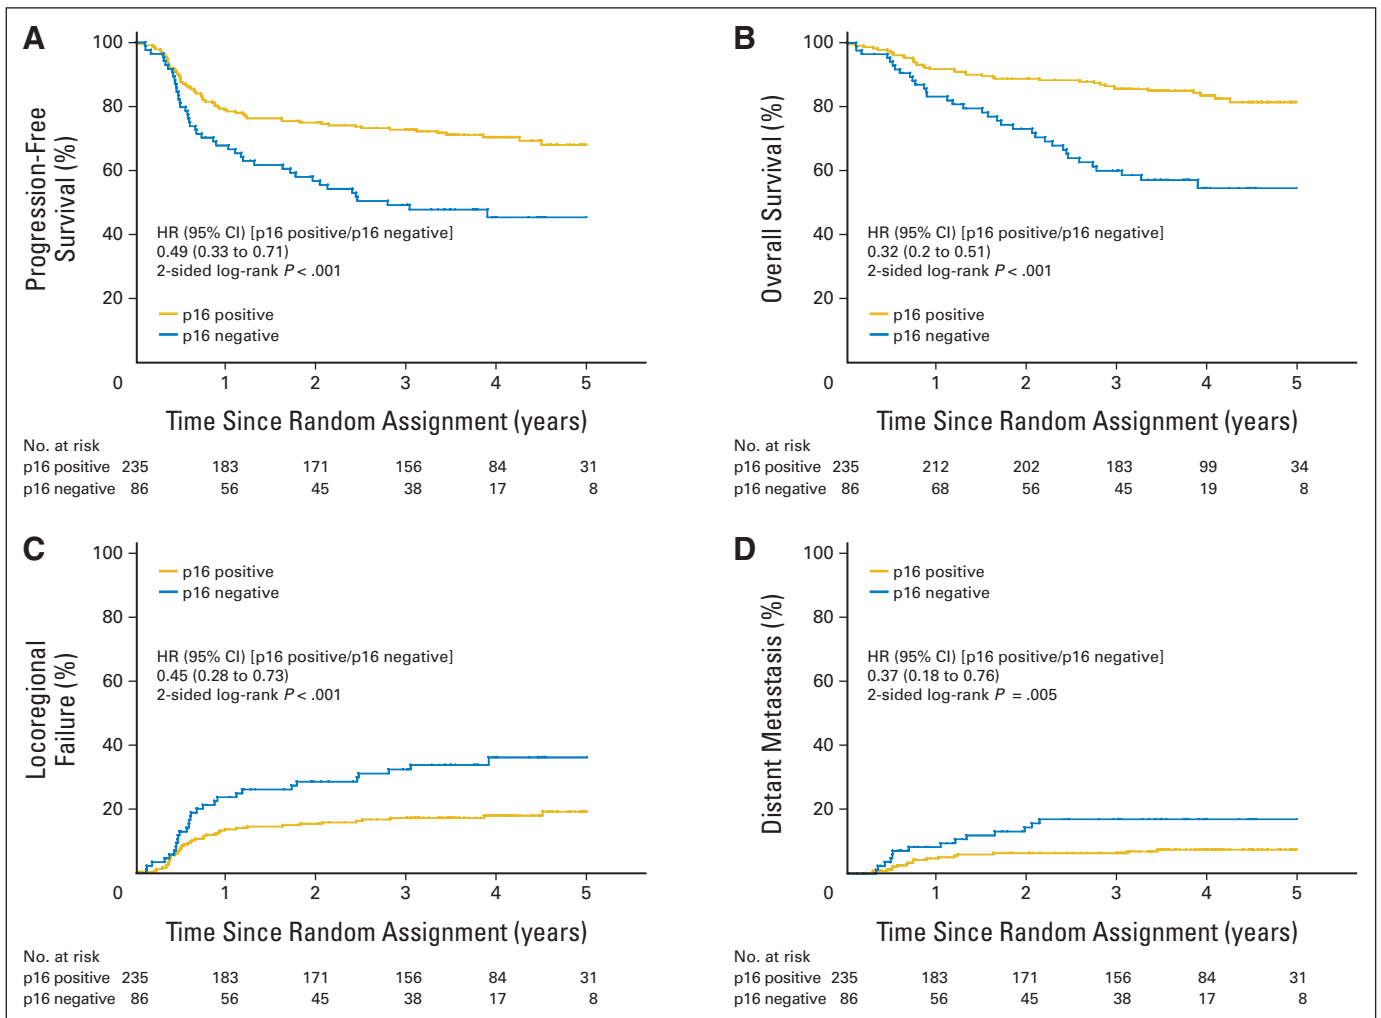 A
100
80
60
40
20
0
Progression-Free
Survival (%)
HR (95% CI) [p16 positive/p16 negative]
0.49 (0.33 to 0.71)
2-sided log-rank P < .001
p16 positive
p16 negative
1 2 3 4 5
Time Since Random Assignment (years)
No. at risk
p16 positive 235 183 171 156 84 31
p16 negative 86 56 45 38 17 8
B
100
80
60
40
20
0
Overall Survival (%)
HR (95% CI) [p16 positive/p16 negative]
0.32 (0.2 to 0.51)
2-sided log-rank P < .001
p16 positive
p16 negative
1 2 3 4 5
Time Since Random Assignment (years)
No. at risk
p16 positive 235 212 202 183 99 34
p16 negative 86 68 56 45 19 8
C
100
80
60
40
20
0
Locoregional
Failure (%)
p16 positive
p16 negative
HR (95% CI) [p16 positive/p16 negative]
0.45 (0.28 to 0.73)
2-sided log-rank P < .001
1 2 3 4 5
Time Since Random Assignment (years)
No. at risk
p16 positive 235 183 171 156 84 31
p16 negative 86 56 45 38 17 8
D
100
80
60
40
20
0
Distant Metastasis (%)
p16 positive
p16 negative
HR (95% CI) [p16 positive/p16 negative]
0.37 (0.18 to 0.76)
2-sided log-rank P = .005
1 2 3 4 5
Time Since Random Assignment (years)
No. at risk
p16 positive 235 183 171 156 84 31
p16 negative 86 56 45 38 17 8